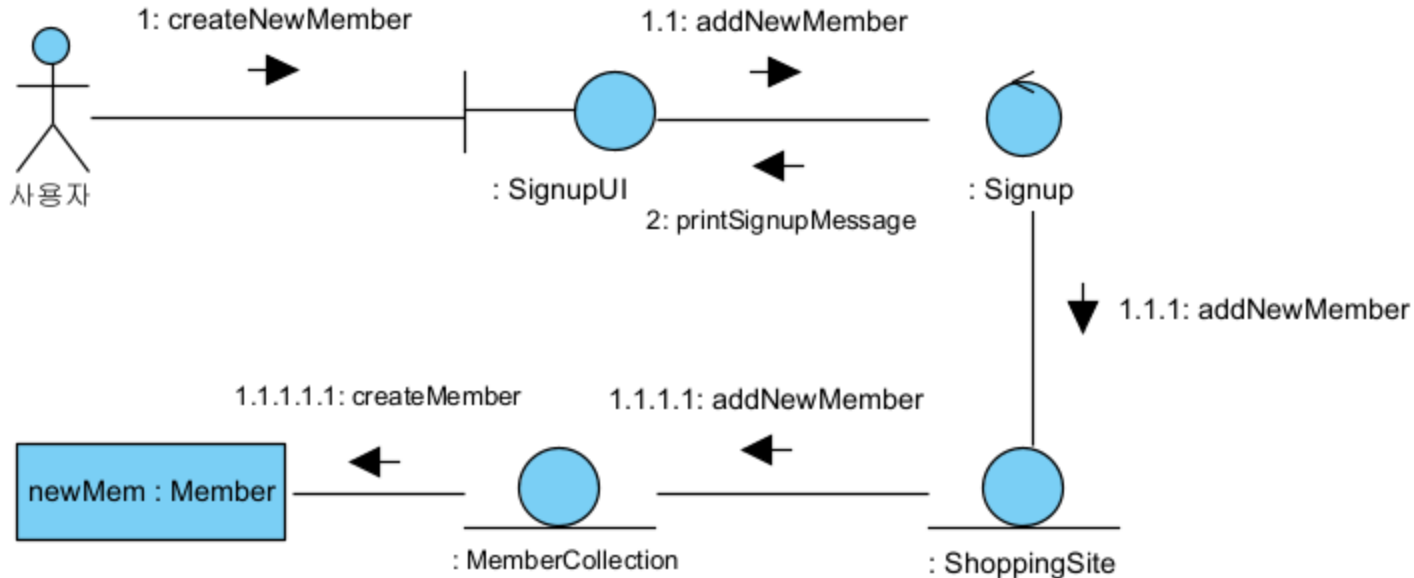 1: createNewMember
1.1: addNewMember
사용자
: SignupUI
: Signup
2: printSignupMessage
1.1.1: addNewMember
1.1.1.1.1: createMember
1.1.1.1: addNewMember
newMem : Member
: MemberCollection
: ShoppingSite